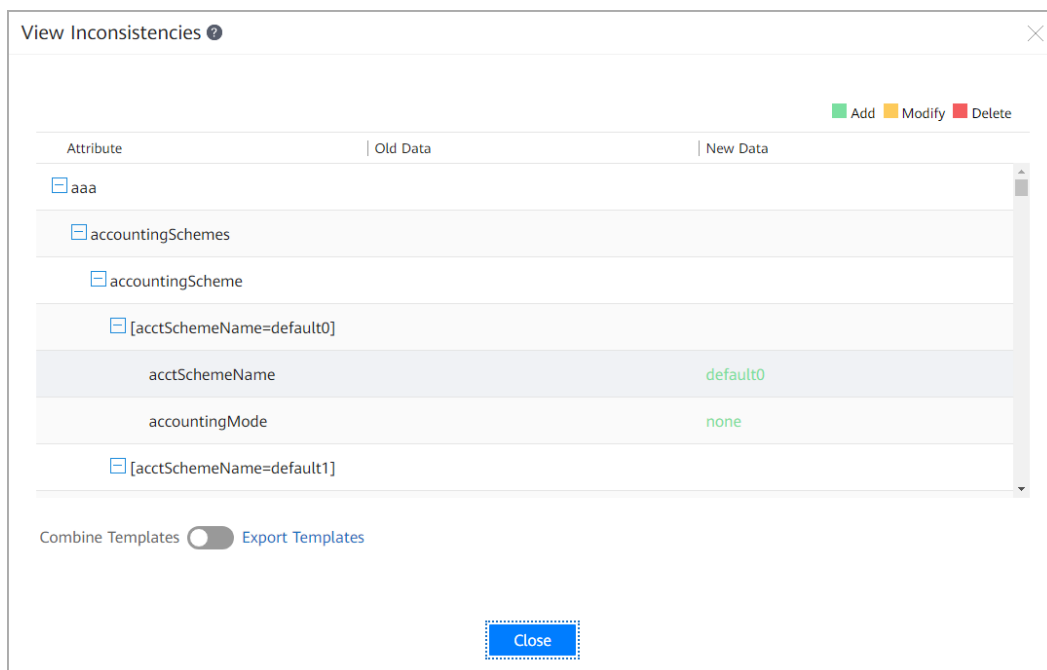 View Inconsistencies ?
Add Modify Delete
Attribute Old Data New Data
aaa
accountingSchemes
accountingScheme
[acctSchemeName=default0]
acctSchemeName default0
accountingMode none
[acctSchemeName=default1]
Combine Templates Export Templates
Close